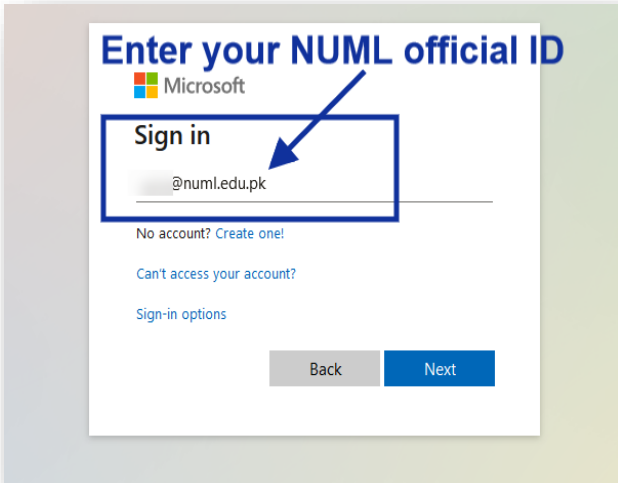 Enter your NUML official ID
Microsoft
Sign in
@numl.edu.pk
No account? Create one!
Can't access your account?
Sign-in options
Back
Next